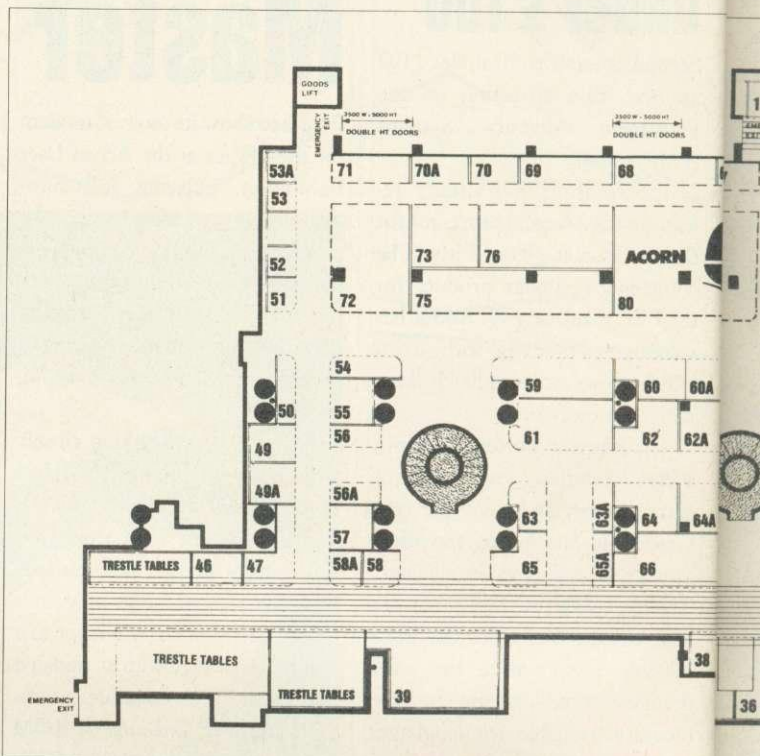 GOODS
LIFT
EMERGENCY
EXIT
2500 W - 5000 HT
DOUBLE HT DOORS
2500 W - 5000 HT
DOUBLE HT DOORS
53A
71
70A
70
69
68
53
73
76
ACORN
52
51
72
75
80
54
59
60
60A
50
55
56
61
62
62A
49
49A
56A
57
63
63A
64
64A
58A
58
65
65A
66
TRESTLE TABLES
46
47
TRESTLE TABLES
TRESTLE TABLES
39
38
36
EMERGENCY
EXIT